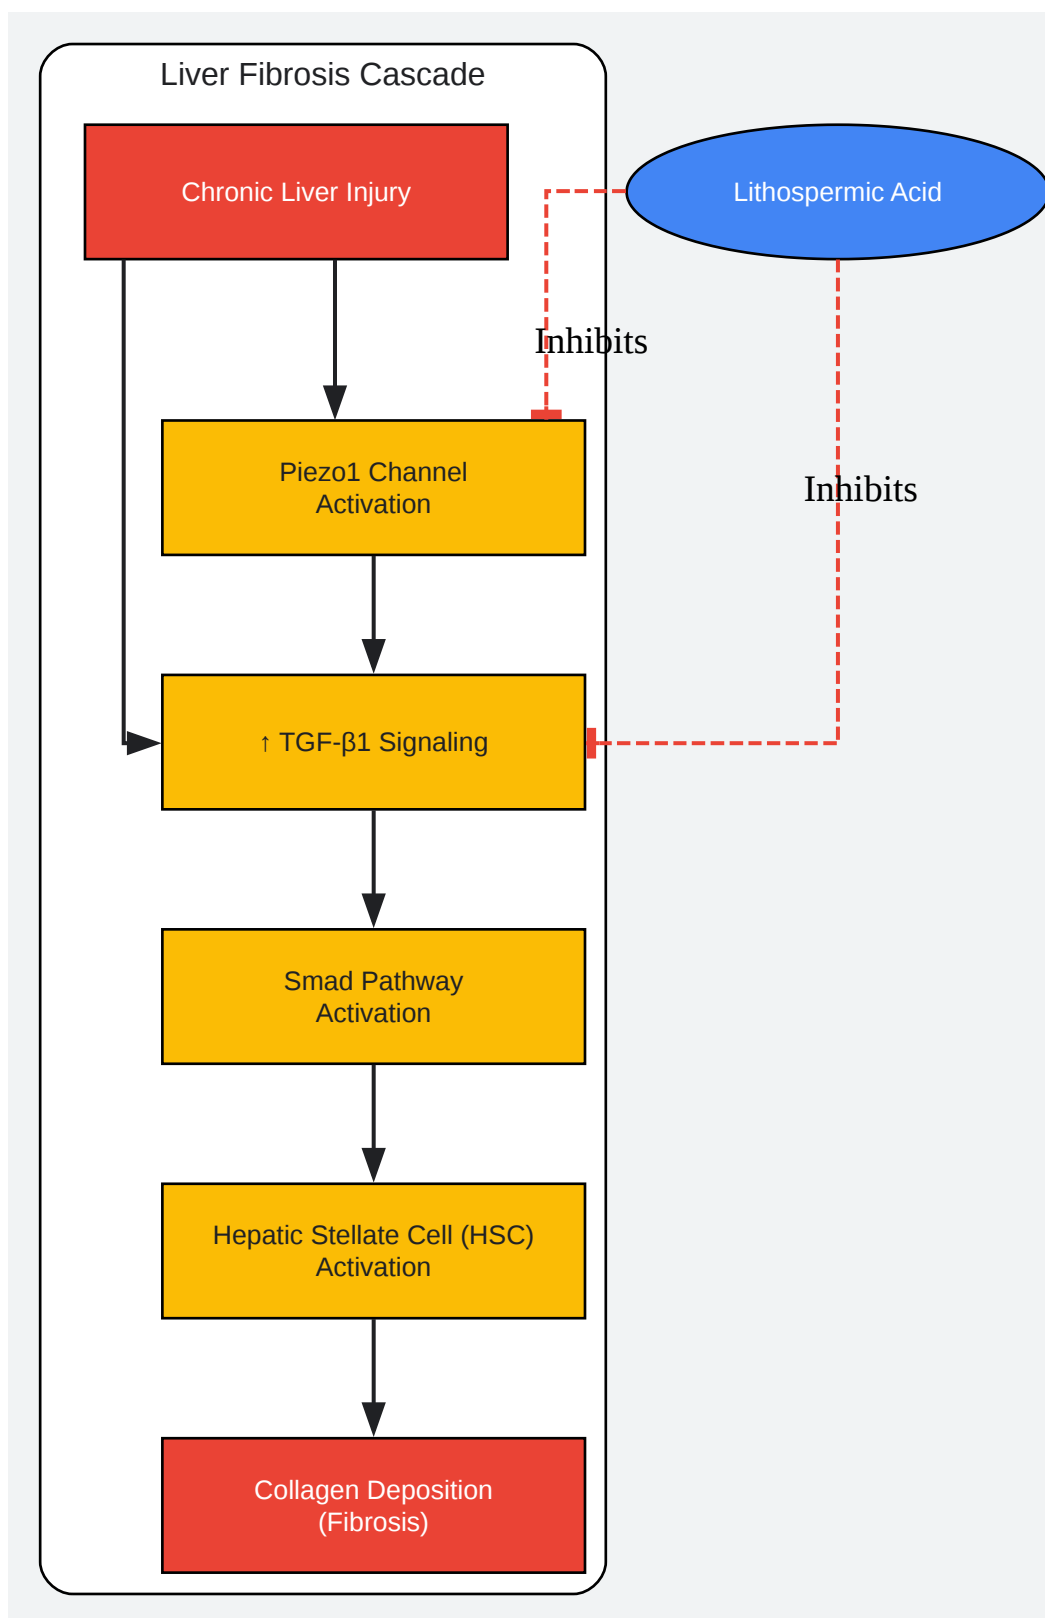 Liver Fibrosis Cascade
Chronic Liver Injury
Lithospermic Acid
Inhibits
Piezo1 Channel
Activation
Inhibits
↑ TGF-β1 Signaling
Smad Pathway
Activation
Hepatic Stellate Cell (HSC)
Activation
Collagen Deposition
(Fibrosis)